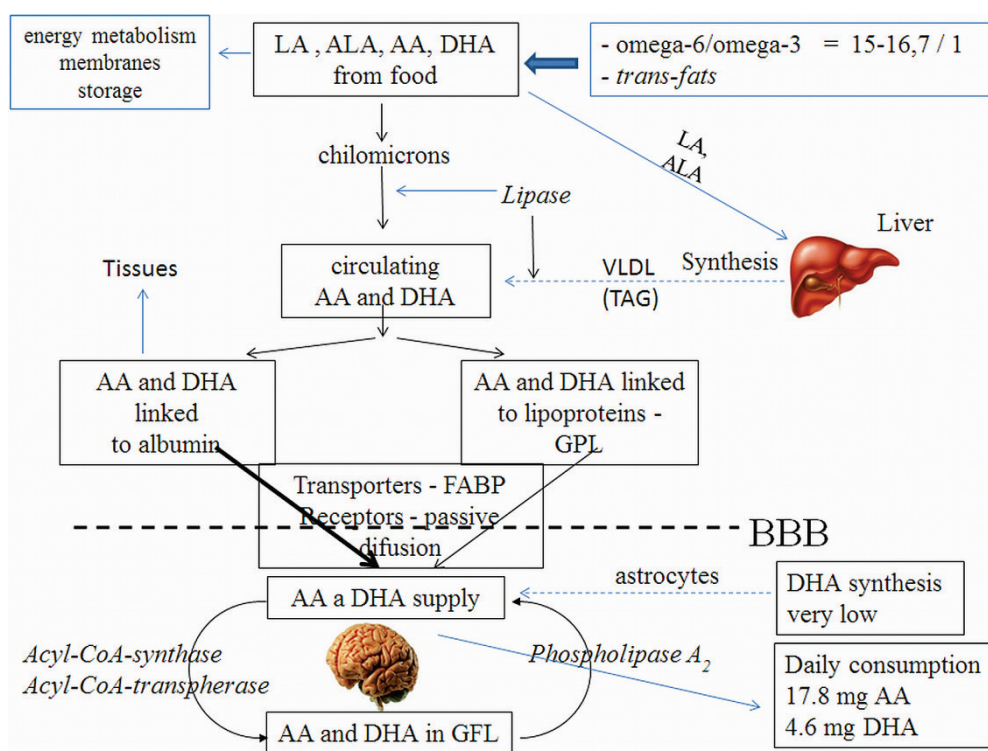 energy metabolism
membranes
storage
LA , ALA, AA, DHA
from food
- omega-6/omega-3 = 15-16,7 / 1
- trans-fats
chilomicrons
LA,
ALA
Lipase
Liver
Tissues
circulating
AA and DHA
VLDL
(TAG)
Synthesis
AA and DHA
linked
to albumin
AA and DHA linked
to lipoproteins -
GPL
Transporters - FABP
Receptors - passive
difusion
BBB
AA a DHA supply
astrocytes
DHA synthesis
very low
Acyl-CoA-synthase
Acyl-CoA-transpherase
Phospholipase A₂
Daily consumption
17.8 mg AA
4.6 mg DHA
AA and DHA in GFL